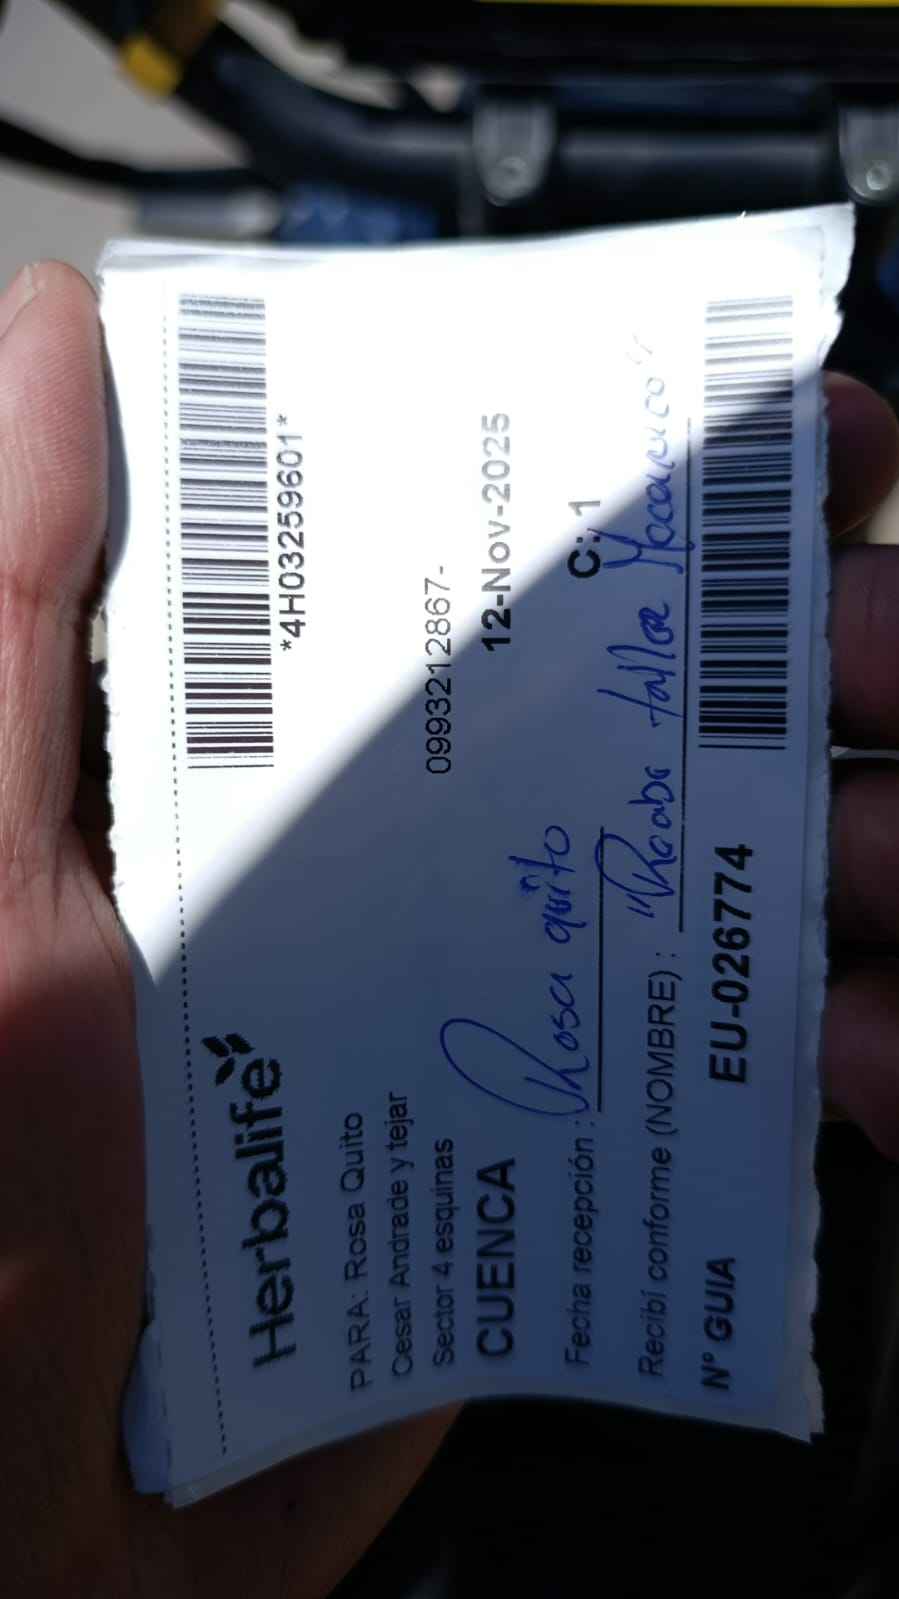 Herbalife
*4H03259601*
PARA: Rosa Quito
Cesar Andrade y tejar
Sector 4 esquinas
0993212867-
CUENCA
12-Nov-2025
Rosa quito
Fecha recepción :
C: 1
Recibí conforme (NOMBRE) :
Nº GUIA
EU-026774